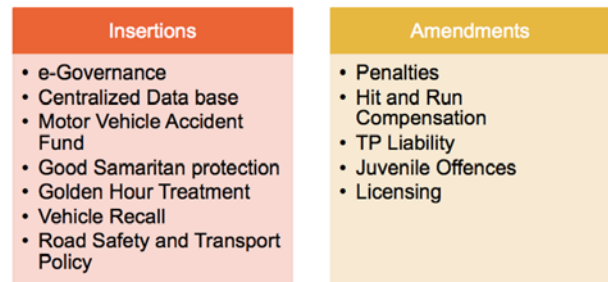 Insertions
• e-Governance
• Centralized Data base
• Motor Vehicle Accident
Fund
• Good Samaritan protection
• Golden Hour Treatment
• Vehicle Recall
• Road Safety and Transport
Policy
Amendments
• Penalties
• Hit and Run
Compensation
• TP Liability
• Juvenile Offences
• Licensing